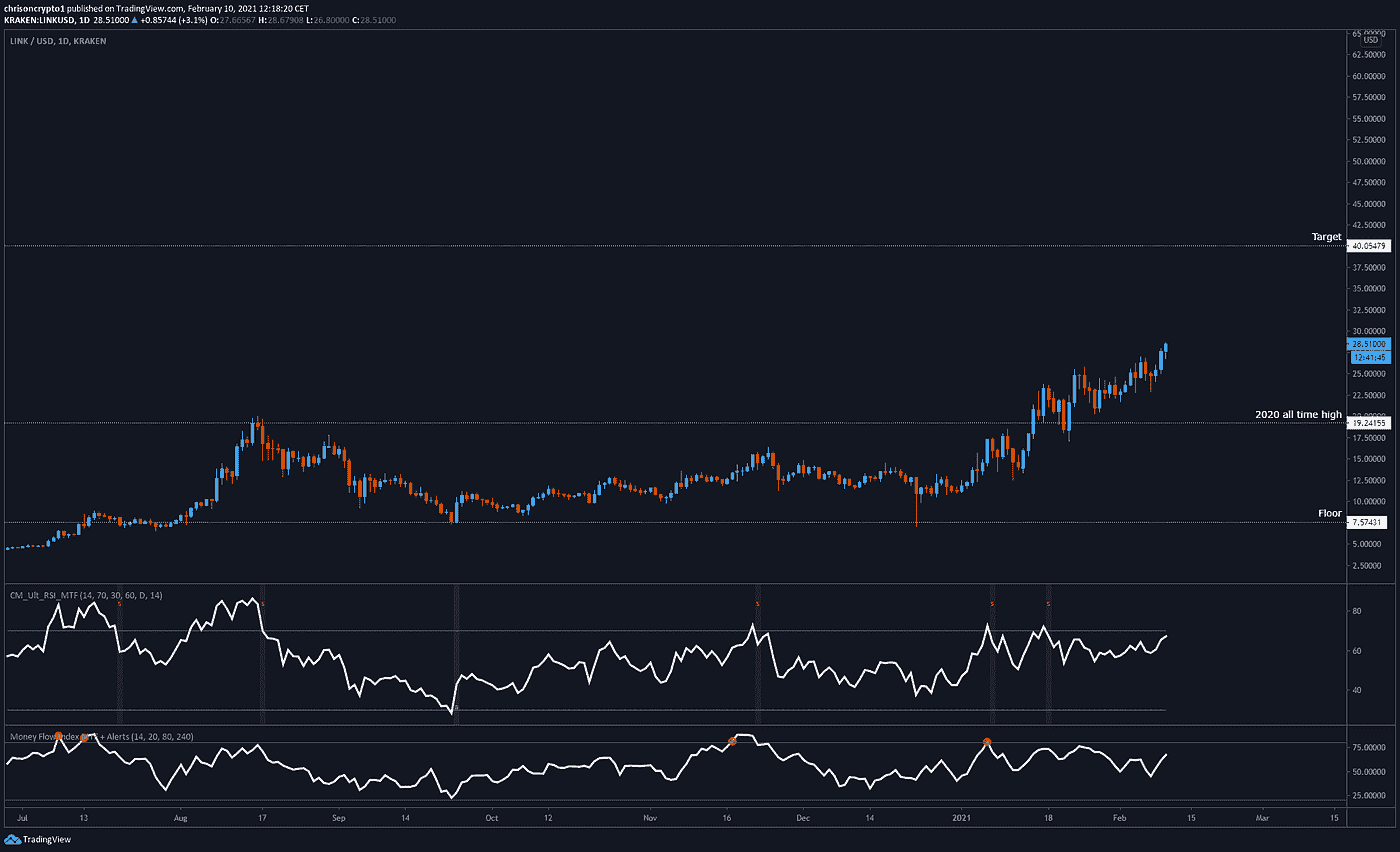 chrisoncrypto1 published on TradingView.com, February 10, 2021 12:18:20 CET
KRAKEN:LINKUSD, 1D 28.51000 ▲ +0.85744 (+3.1%) O:27.66567 H:28.67908 L:26.80000 C:28.51000
LINK / USD, 1D, KRAKEN
USD
62.50000
60.00000
57.50000
55.00000
52.50000
50.00000
47.50000
45.00000
42.50000
Target
40.05479
37.50000
35.00000
32.50000
30.00000
28.51000
12:41:45
25.00000
22.50000
2020 all time high
19.24155
17.50000
15.00000
12.50000
10.00000
Floor
7.57431
5.00000
2.50000
CM_Ult_RSI_MTF (14, 70, 30, 60, D, 14)
S S S S S
80
60
40
Money Flow Index + Alerts (14, 20, 80, 240)
75.00000
50.00000
25.00000
Jul 13 Aug 17 Sep 14 Oct 12 Nov 16 Dec 14 2021 18 Feb 15 Mar 15
TradingView